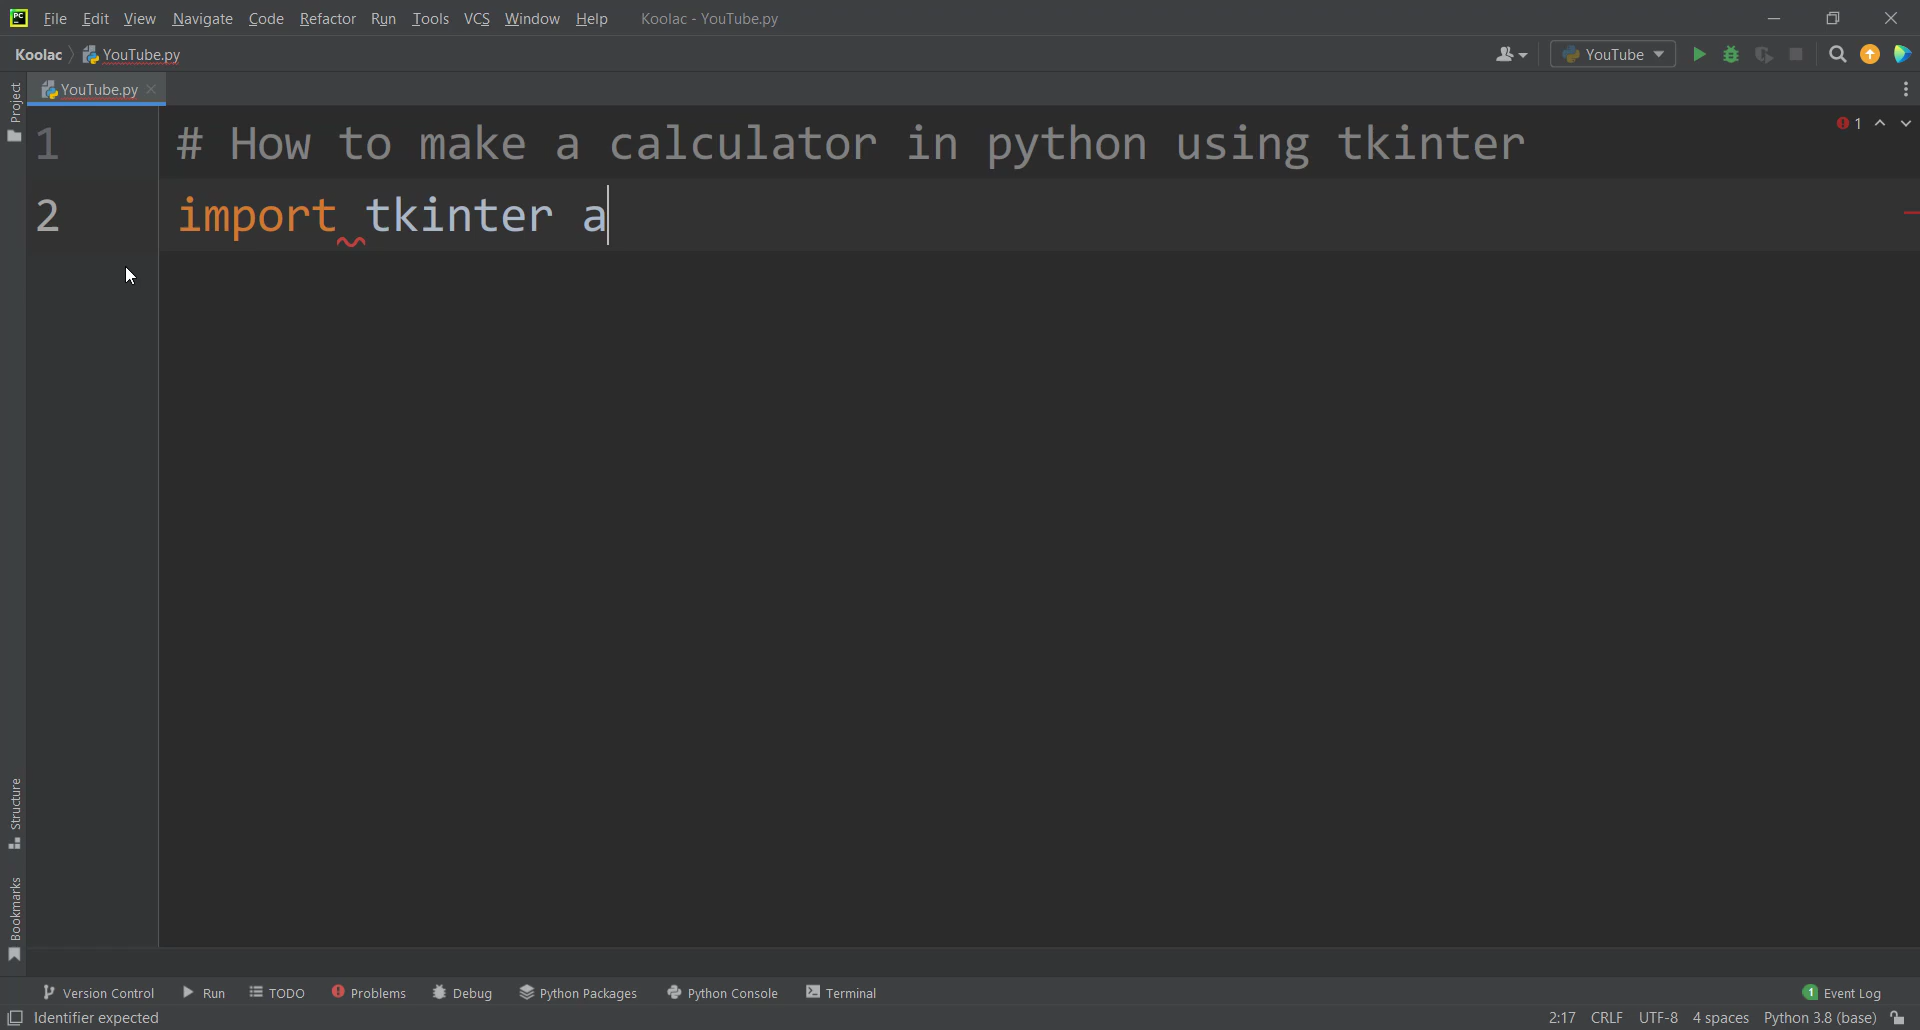 PC File Edit View Navigate Code Refactor Run Tools VCS Window Help Koolac - YouTube.py
Koolac YouTube.py YouTube
Project YouTube.py
1 # How to make a calculator in python using tkinter 1
2 import tkinter a
Structure
Bookmarks
Version Control Run TODO Problems Debug Python Packages Python Console Terminal 1 Event Log
Identifier expected 2:17 CRLF UTF-8 4 spaces Python 3.8 (base)